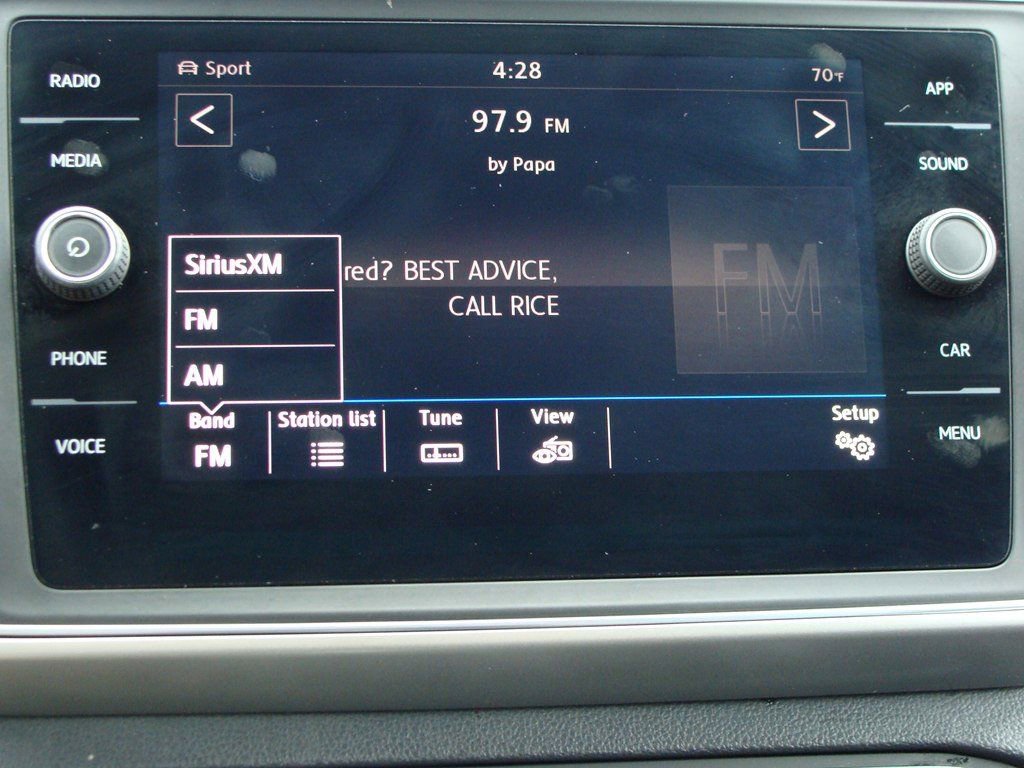 RADIO
MEDIA
PHONE
VOICE
Sport
4:28
70°F
97.9 FM
by Papa
SiriusXM
FM
AM
red? BEST ADVICE,
CALL RICE
FM
Band
FM
Station list
Tune
View
Setup
APP
SOUND
CAR
MENU